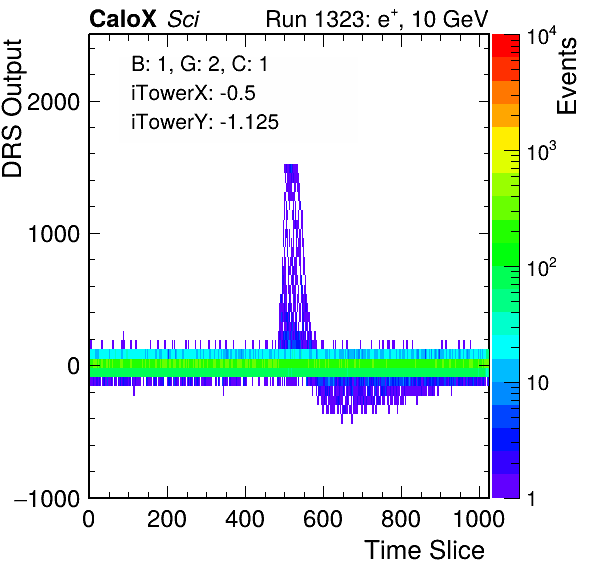 CaloX Sci Run 1323: e+, 10 GeV
B: 1, G: 2, C: 1
iTowerX: -0.5
iTowerY: -1.125
DRS Output
2000
1000
0
−1000
0 200 400 600 800 1000
Time Slice
Events
10^4
10^3
10^2
10
1